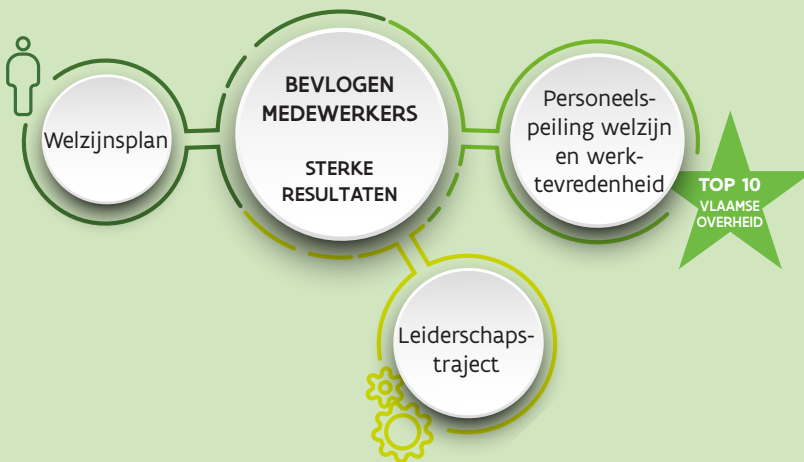 Welzijnsplan
BEVLOGEN
MEDEWERKERS
STERKE
RESULTATEN
Personeels-
peiling welzijn
en werk-
tevredenheid
TOP 10
VLAAMSE
OVERHEID
Leiderschaps-
traject